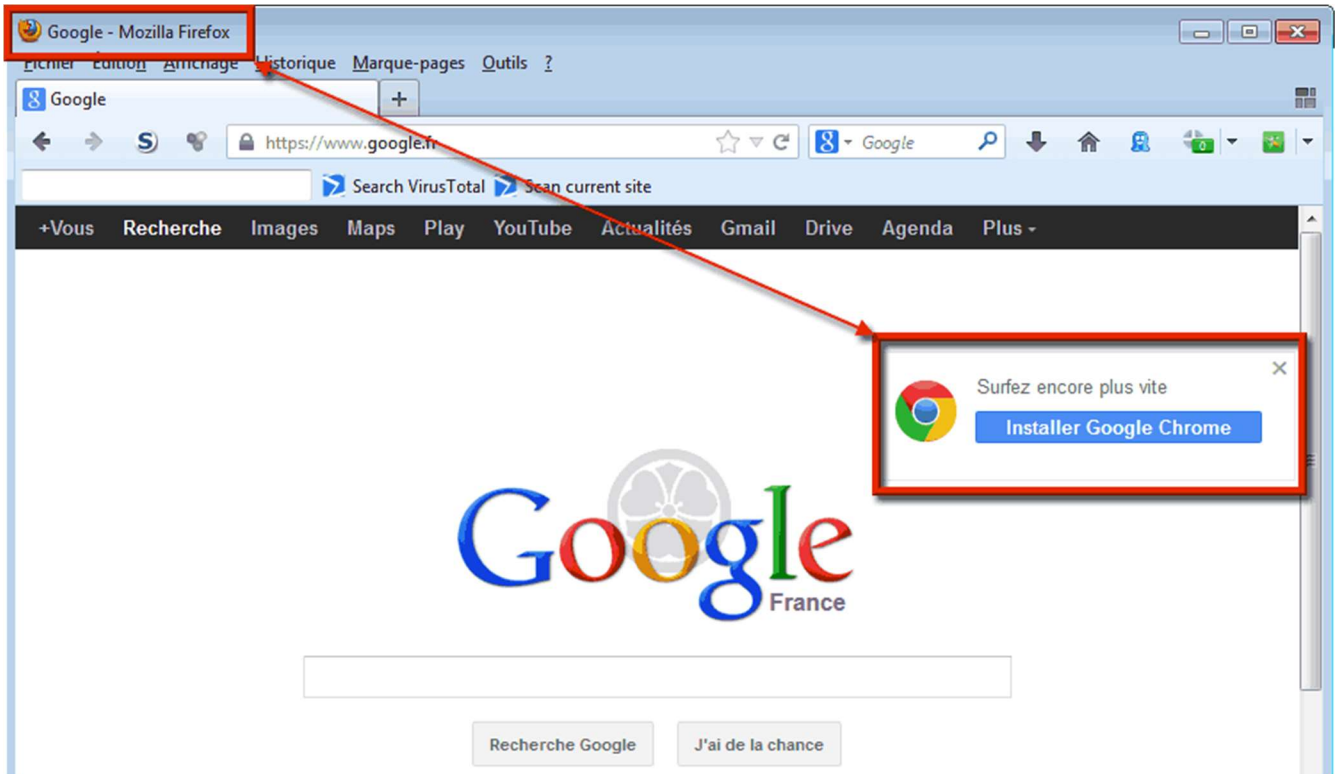 Google - Mozilla Firefox
Fichier Édition Affichage Historique Marque-pages Outils ?
Google +
https://www.google.fr Google
Search VirusTotal Scan current site
+Vous Recherche Images Maps Play YouTube Actualités Gmail Drive Agenda Plus
Surfez encore plus vite
Installer Google Chrome
Google
France
Recherche Google J'ai de la chance